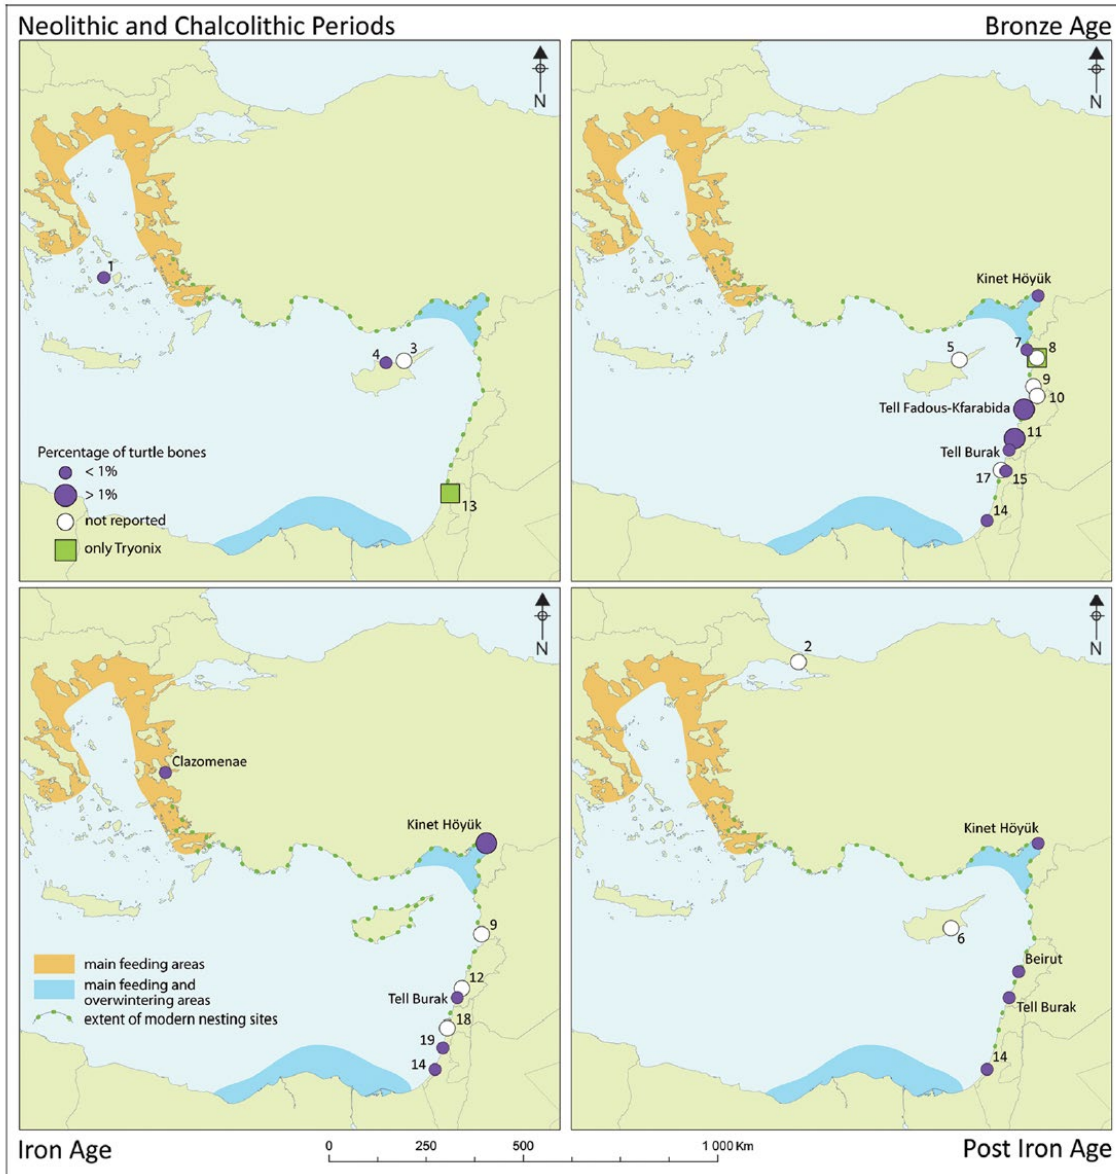 Neolithic and Chalcolithic Periods
N
1
4
3
13
Percentage of turtle bones
< 1%
> 1%
not reported
only Tryonix
Bronze Age
N
Kinet Höyük
5
7
8
9
10
Tell Fadous-Kfarabida
11
Tell Burak
17
15
14
N
Clazomenae
Kinet Höyük
9
12
Tell Burak
18
19
14
main feeding areas
main feeding and
overwintering areas
extent of modern nesting sites
Iron Age
N
2
Kinet Höyük
6
Beirut
Tell Burak
14
Post Iron Age
0
250
500
1 000 Km